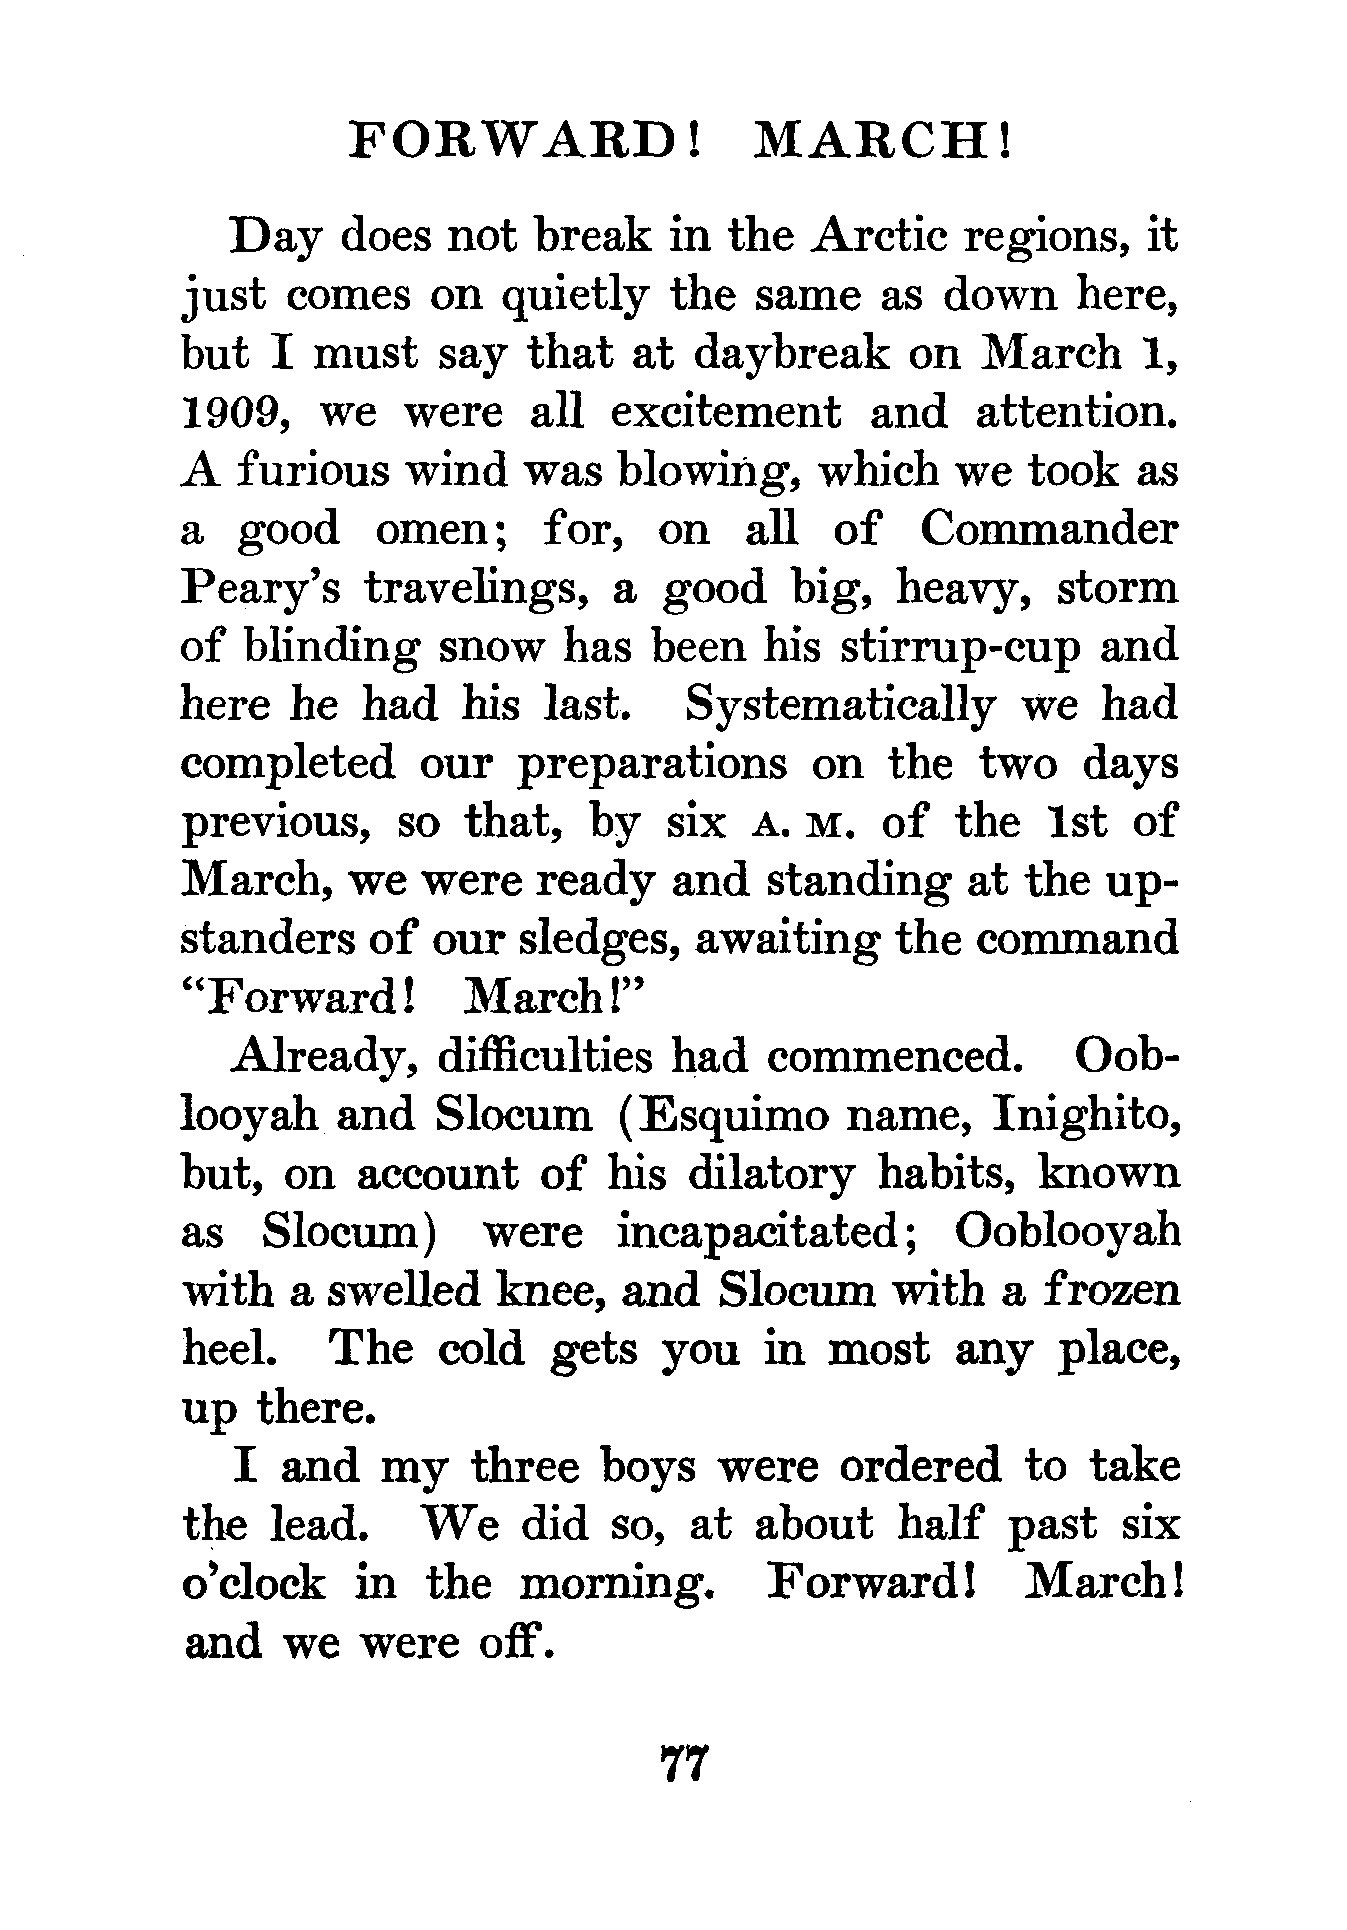 FORWARD! MARCH!
Day does not break in the Arctic regions, it
just comes on quietly the same as down here,
but I must say that at daybreak on March 1,
1909, we were all excitement and attention.
A furious wind was blowing, which we took as
a good omen; for, on all of Commander
Peary's travelings, a good big, heavy, storm
of blinding snow has been his stirrup-cup and
here he had his last. Systematically we had
completed our preparations on the two days
previous, so that, by six A. M. of the 1st of
March, we were ready and standing at the up-
standers of our sledges, awaiting the command
“Forward! March!”
Already, difficulties had commenced. Oob-
looyah and Slocum (Esquimo name, Inighito,
but, on account of his dilatory habits, known
as Slocum) were incapacitated; Ooblooyah
with a swelled knee, and Slocum with a frozen
heel. The cold gets you in most any place,
up there.
I and my three boys were ordered to take
the lead. We did so, at about half past six
o'clock in the morning. Forward! March!
and we were off.
77